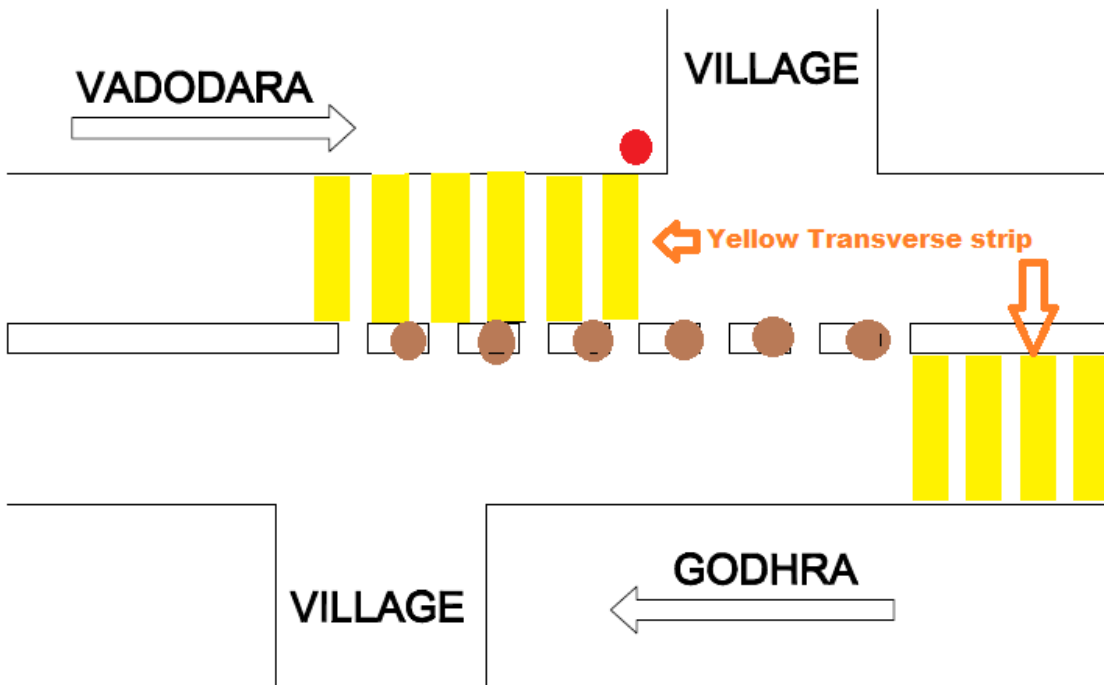 VADODARA
VILLAGE
Yellow Transverse strip
GODHRA
VILLAGE